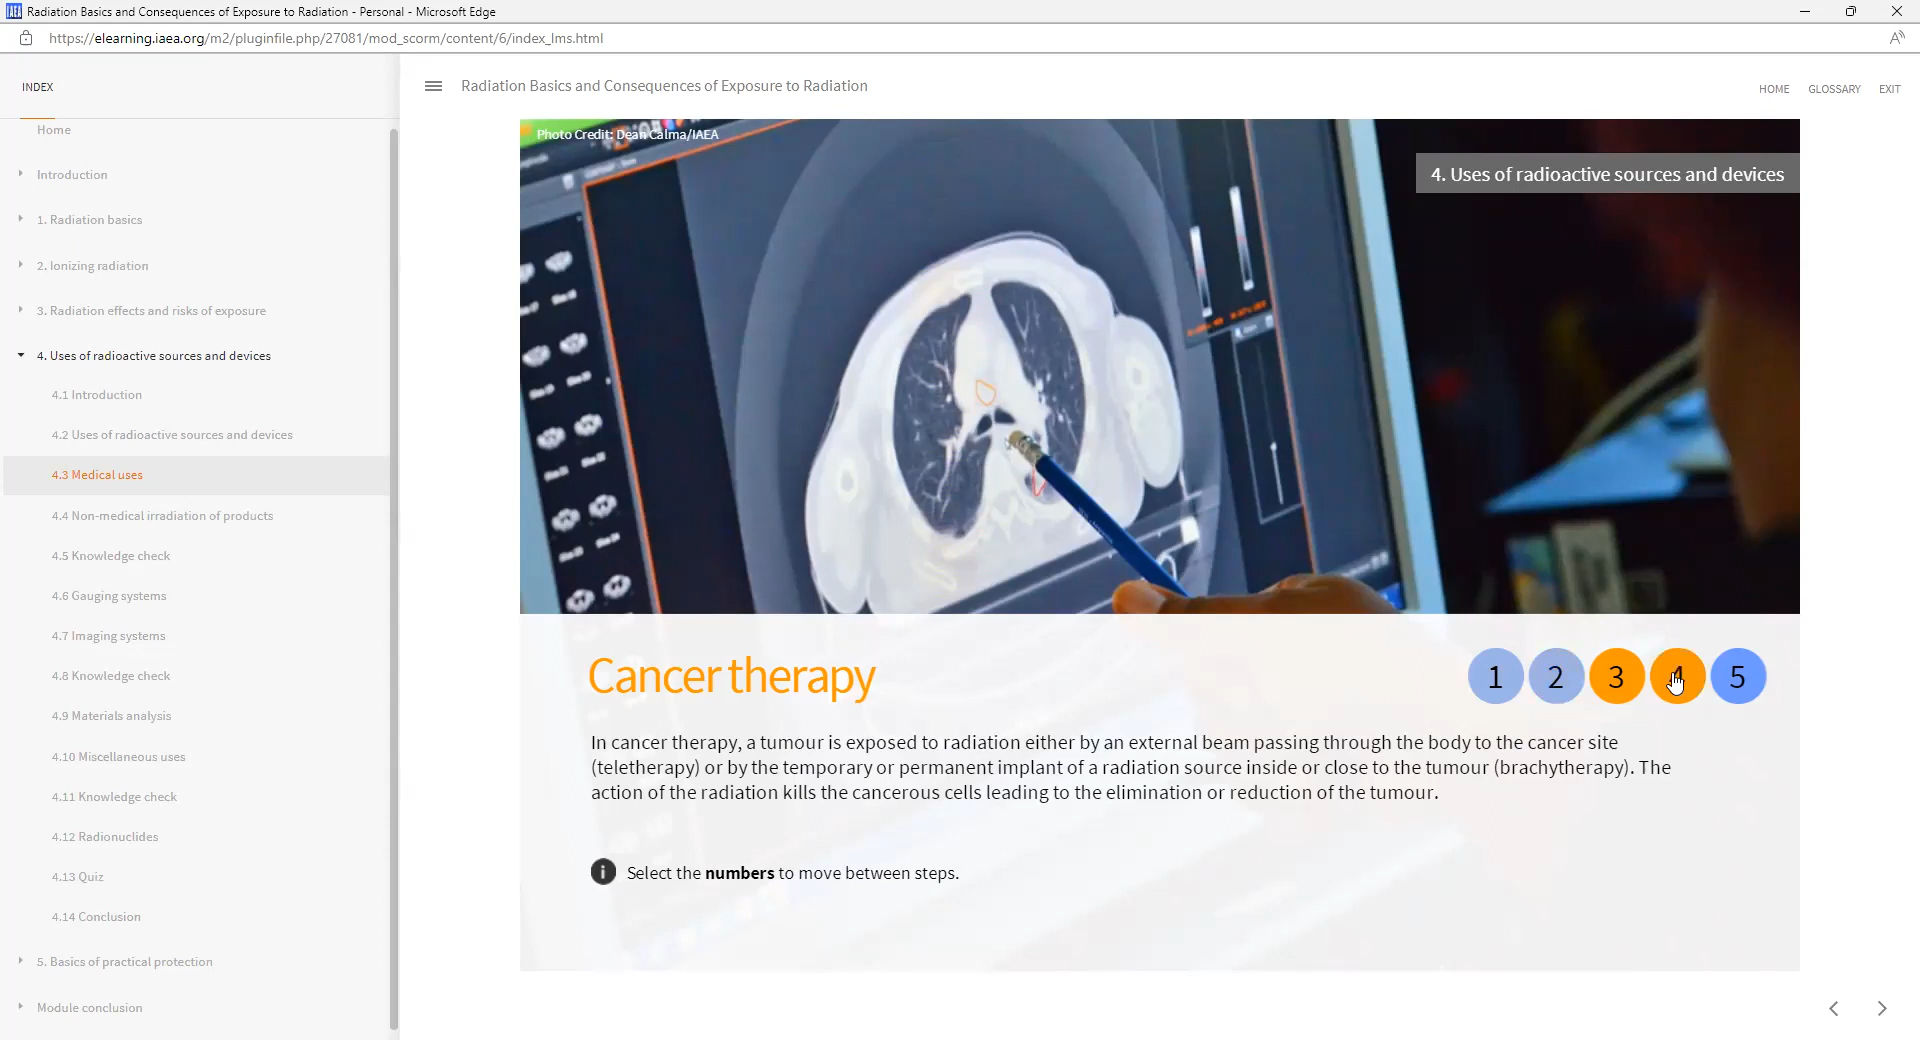 Radiation Basics and Consequences of Exposure to Radiation - Personal - Microsoft Edge
https://elearning.iaea.org/m2/pluginfile.php/27081/mod_scorm/content/6/index_lms.html
INDEX
Radiation Basics and Consequences of Exposure to Radiation
HOME GLOSSARY EXIT
Home
Introduction
1. Radiation basics
2. Ionizing radiation
3. Radiation effects and risks of exposure
4. Uses of radioactive sources and devices
4.1 Introduction
4.2 Uses of radioactive sources and devices
4.3 Medical uses
4.4 Non-medical irradiation of products
4.5 Knowledge check
4.6 Gauging systems
4.7 Imaging systems
4.8 Knowledge check
4.9 Materials analysis
4.10 Miscellaneous uses
4.11 Knowledge check
4.12 Radionuclides
4.13 Quiz
4.14 Conclusion
5. Basics of practical protection
Module conclusion
Photo Credit: Dean Calma/IAEA
4. Uses of radioactive sources and devices
Cancer therapy
1 2 3 4 5
In cancer therapy, a tumour is exposed to radiation either by an external beam passing through the body to the cancer site
(teletherapy) or by the temporary or permanent implant of a radiation source inside or close to the tumour (brachytherapy). The
action of the radiation kills the cancerous cells leading to the elimination or reduction of the tumour.
Select the numbers to move between steps.